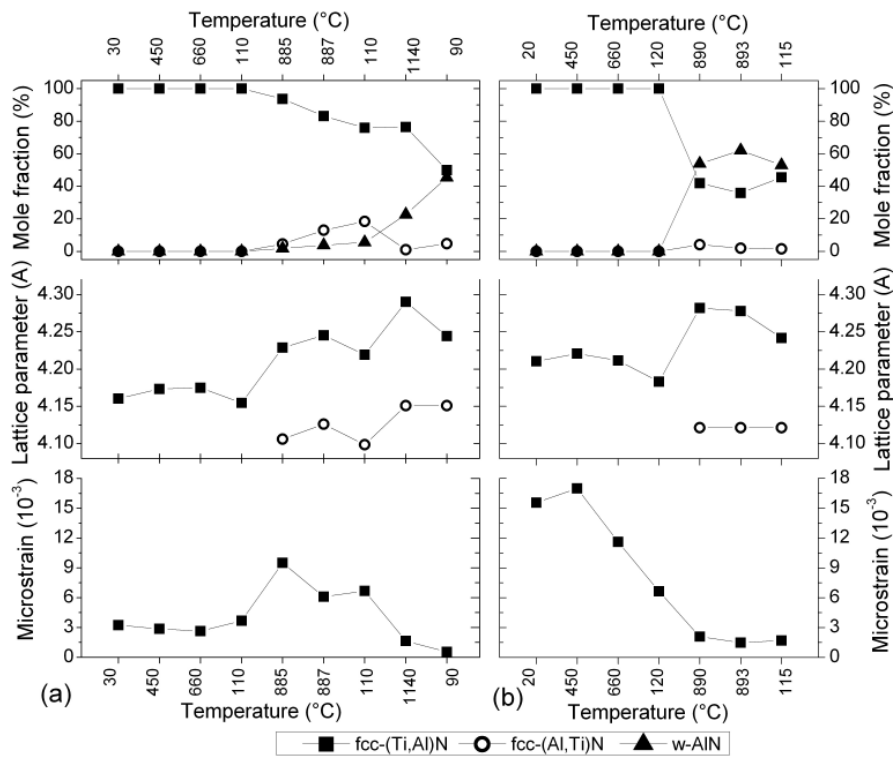 Temperature (°C)
Temperature (°C)
30 450 660 110 885 887 110 1140 90
20 450 660 120 890 893 115
Mole fraction (%)
100
80
60
40
20
0
100
80
60
40
20
0
Mole fraction (%)
Lattice parameter (A)
4.30
4.25
4.20
4.15
4.10
4.30
4.25
4.20
4.15
4.10
Lattice parameter (A)
Microstrain (10-3)
18
15
12
9
6
3
0
18
15
12
9
6
3
0
Microstrain (10-3)
30 450 660 110 885 887 110 1140 90
20 450 660 120 890 893 115
(a)
Temperature (°C)
(b)
Temperature (°C)
fcc-(Ti,Al)N fcc-(Al,Ti)N w-AlN